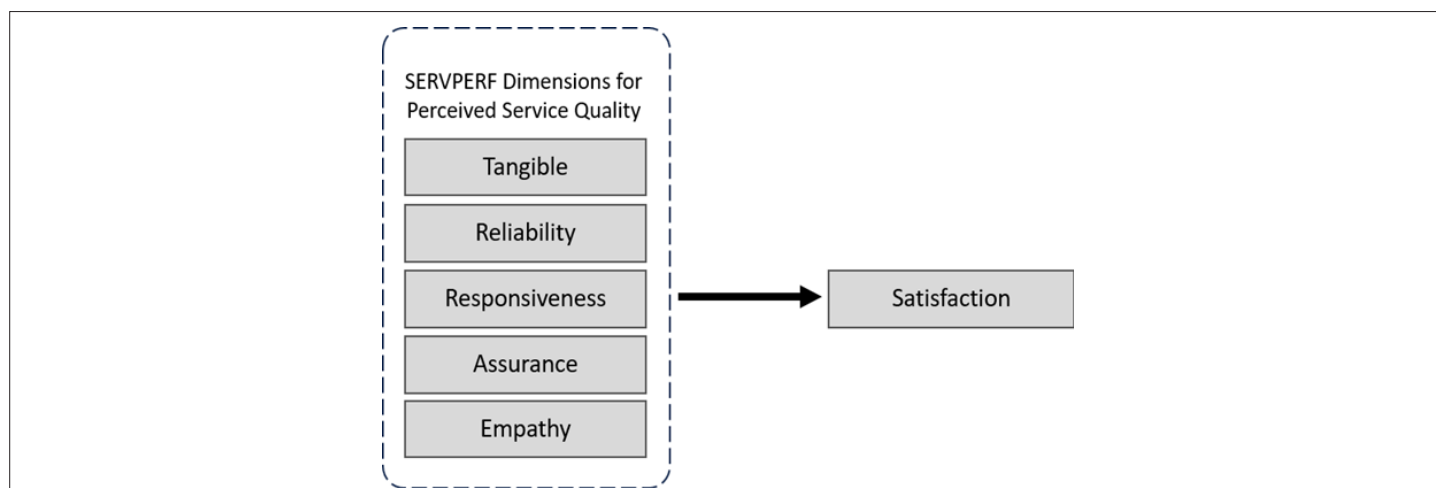 SERVPERF Dimensions for
Perceived Service Quality
Tangible
Reliability
Responsiveness
Assurance
Empathy
Satisfaction